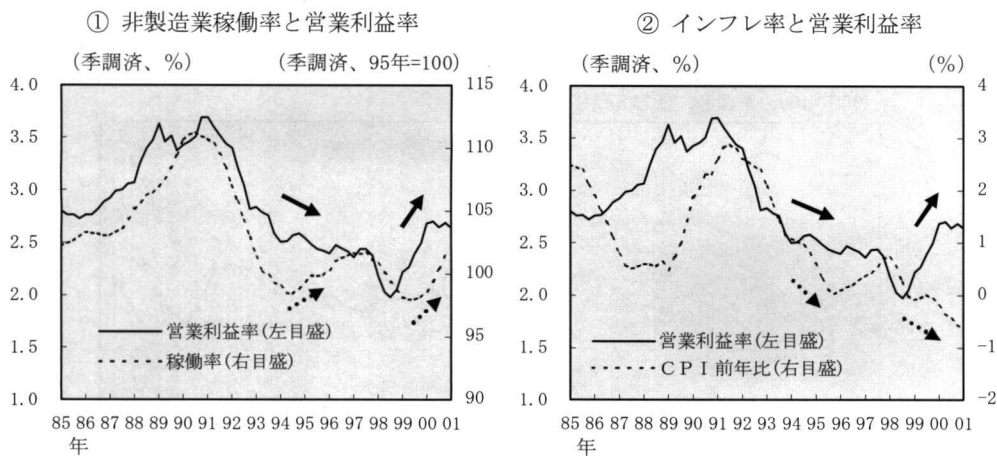 ① 非製造業稼働率と営業利益率
(季調済、%) (季調済、95年=100)
4.0
3.5
3.0
2.5
2.0
1.5
1.0
115
110
105
100
95
90
営業利益率(左目盛)
稼働率(右目盛)
85 86 87 88 89 90 91 92 93 94 95 96 97 98 99 00 01
年
② インフレ率と営業利益率
(季調済、%) (%)
4.0
3.5
3.0
2.5
2.0
1.5
1.0
4
3
2
1
0
-1
-2
営業利益率(左目盛)
CPI前年比(右目盛)
85 86 87 88 89 90 91 92 93 94 95 96 97 98 99 00 01
年